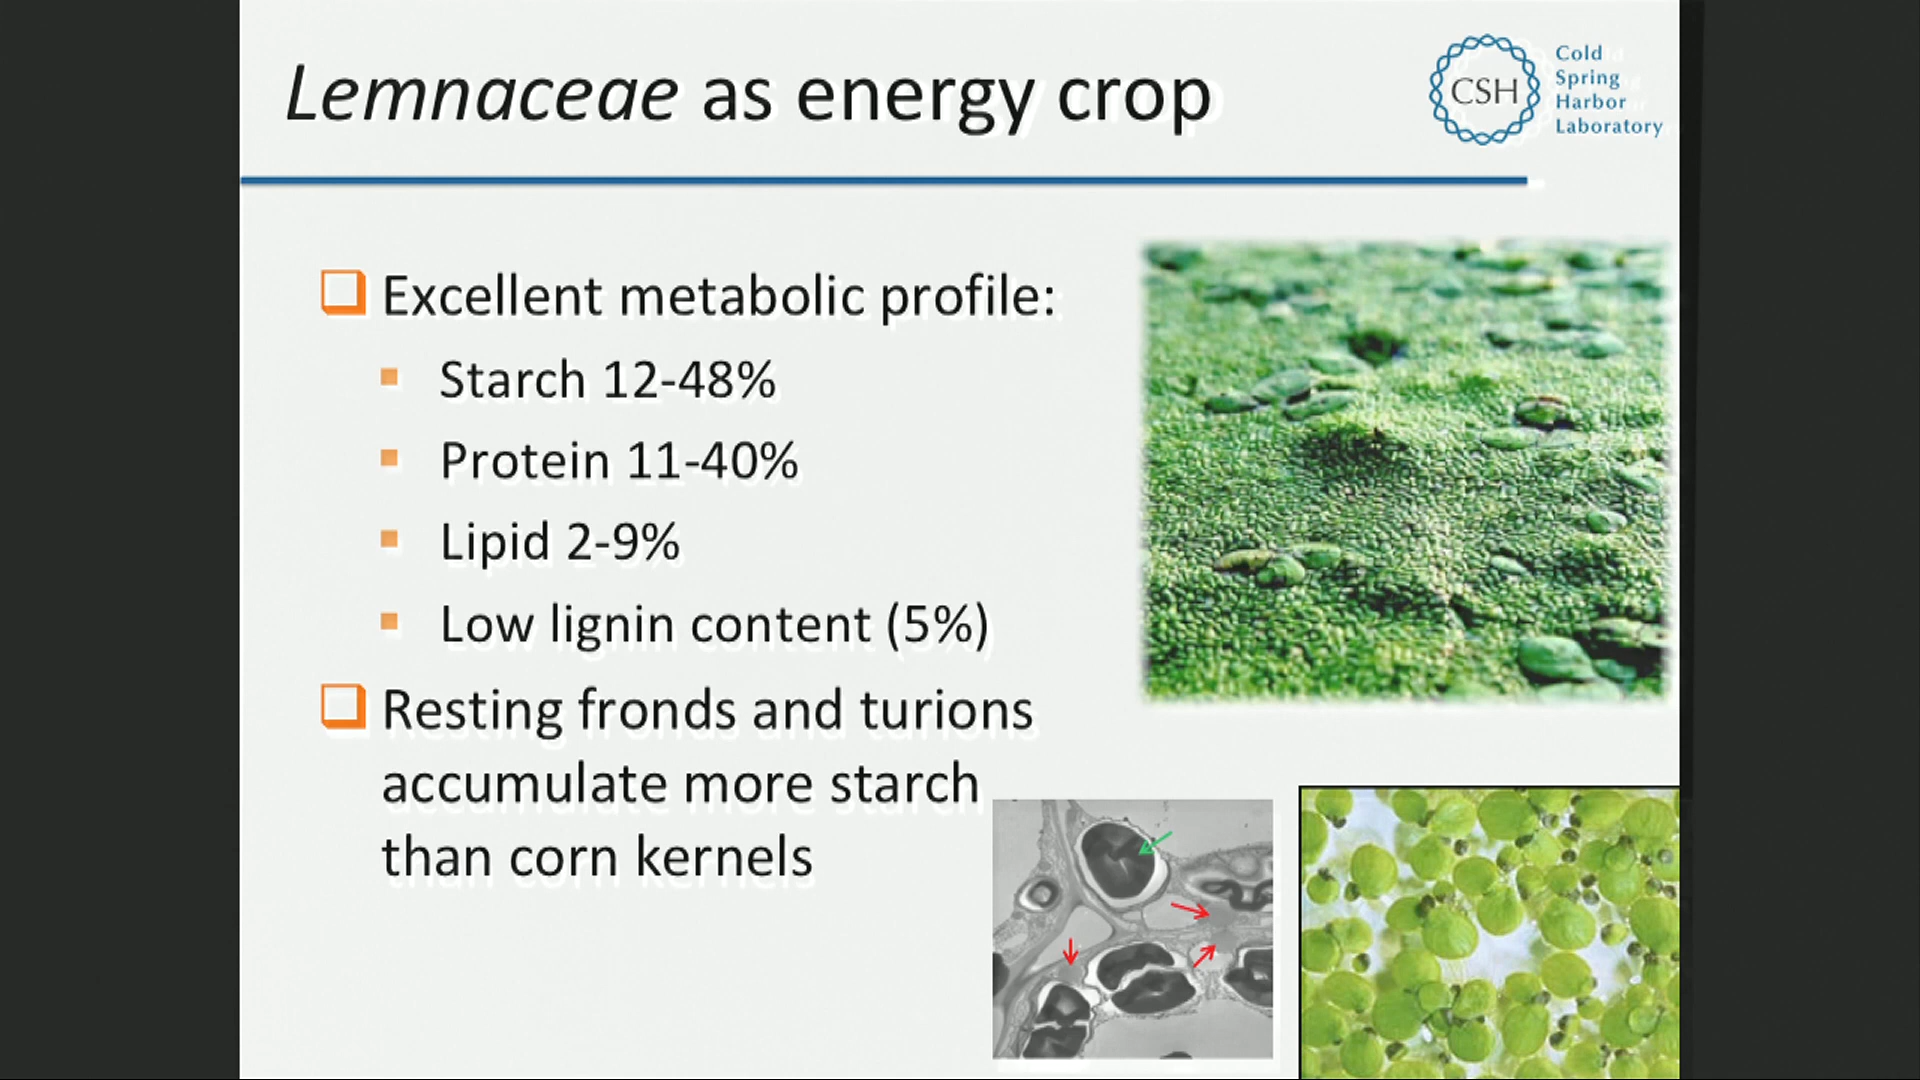 Lemnaceae as energy crop
CSH
Cold
Spring
Harbor
Laboratory
Excellent metabolic profile:
Starch 12-48%
Protein 11-40%
Lipid 2-9%
Low lignin content (5%)
Resting fronds and turions
accumulate more starch
than corn kernels